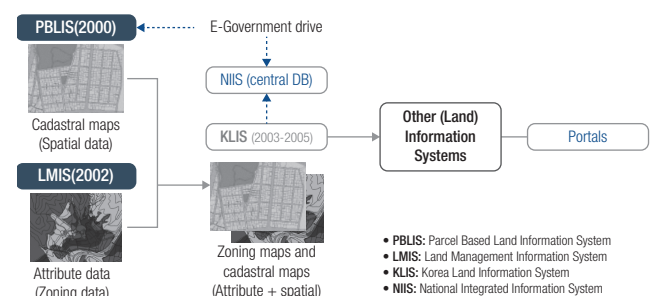 PBLIS(2000)
E-Government drive
NIIS (central DB)
Cadastral maps
(Spatial data)
KLIS (2003-2005)
Other (Land)
Information
Systems
Portals
LMIS(2002)
Attribute data
(Zoning data)
Zoning maps and
cadastral maps
(Attribute + spatial)
• PBLIS: Parcel Based Land Information System
• LMIS: Land Management Information System
• KLIS: Korea Land Information System
• NIIS: National Integrated Information System